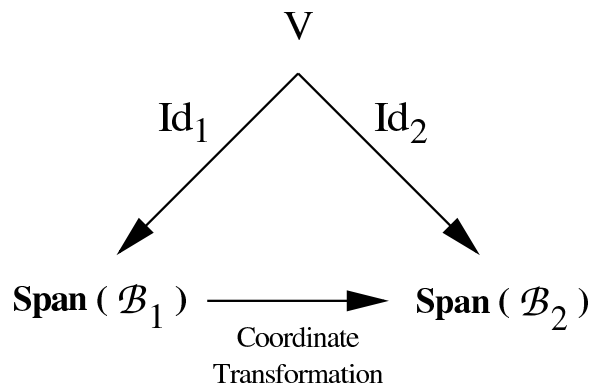 V
Id₁ Id₂
Span ( ℬ₁ ) Span ( ℬ₂ )
Coordinate
Transformation